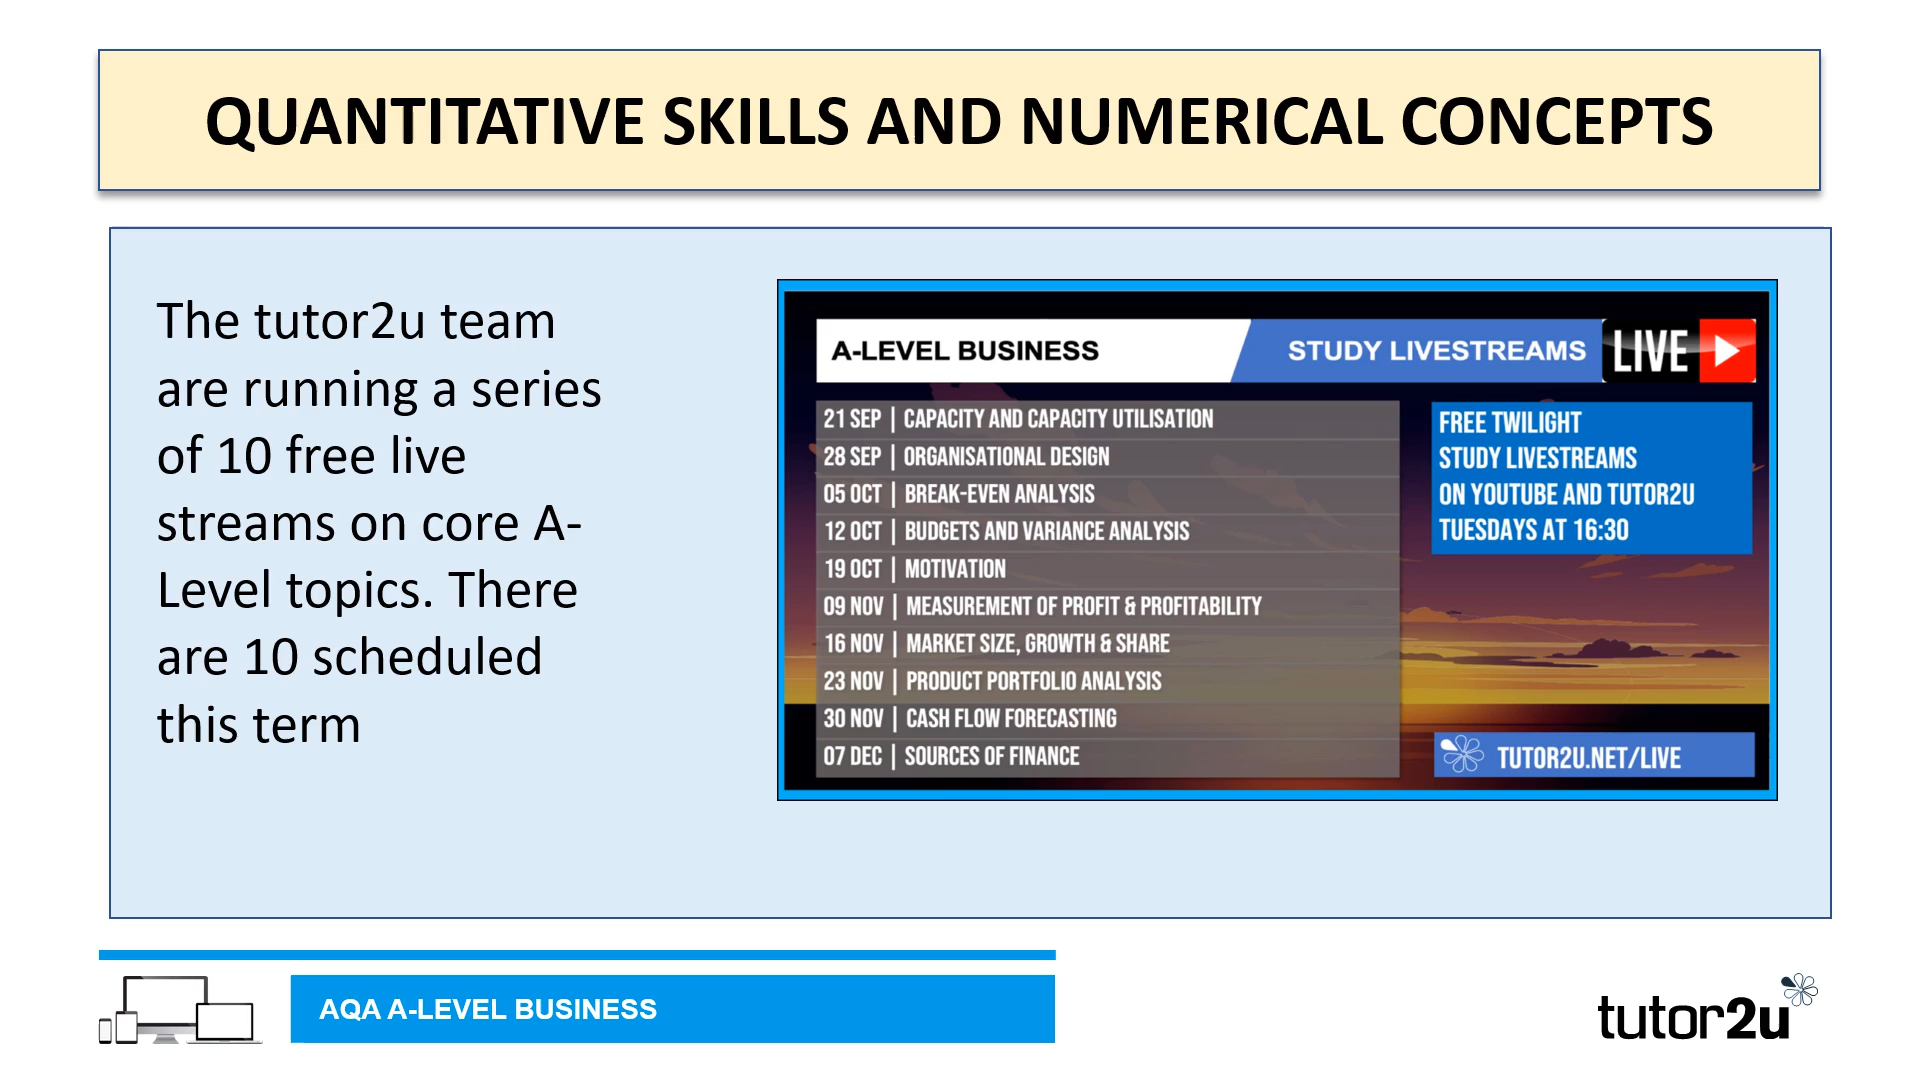 QUANTITATIVE SKILLS AND NUMERICAL CONCEPTS
The tutor2u team
are running a series
of 10 free live
streams on core A-
Level topics. There
are 10 scheduled
this term
A-LEVEL BUSINESS
STUDY LIVESTREAMS
LIVE
21 SEP | CAPACITY AND CAPACITY UTILISATION
28 SEP | ORGANISATIONAL DESIGN
05 OCT | BREAK-EVEN ANALYSIS
12 OCT | BUDGETS AND VARIANCE ANALYSIS
19 OCT | MOTIVATION
09 NOV | MEASUREMENT OF PROFIT & PROFITABILITY
16 NOV | MARKET SIZE, GROWTH & SHARE
23 NOV | PRODUCT PORTFOLIO ANALYSIS
30 NOV | CASH FLOW FORECASTING
07 DEC | SOURCES OF FINANCE
FREE TWILIGHT
STUDY LIVESTREAMS
ON YOUTUBE AND TUTOR2U
TUESDAYS AT 16:30
TUTOR2U.NET/LIVE
AQA A-LEVEL BUSINESS
tutor2u